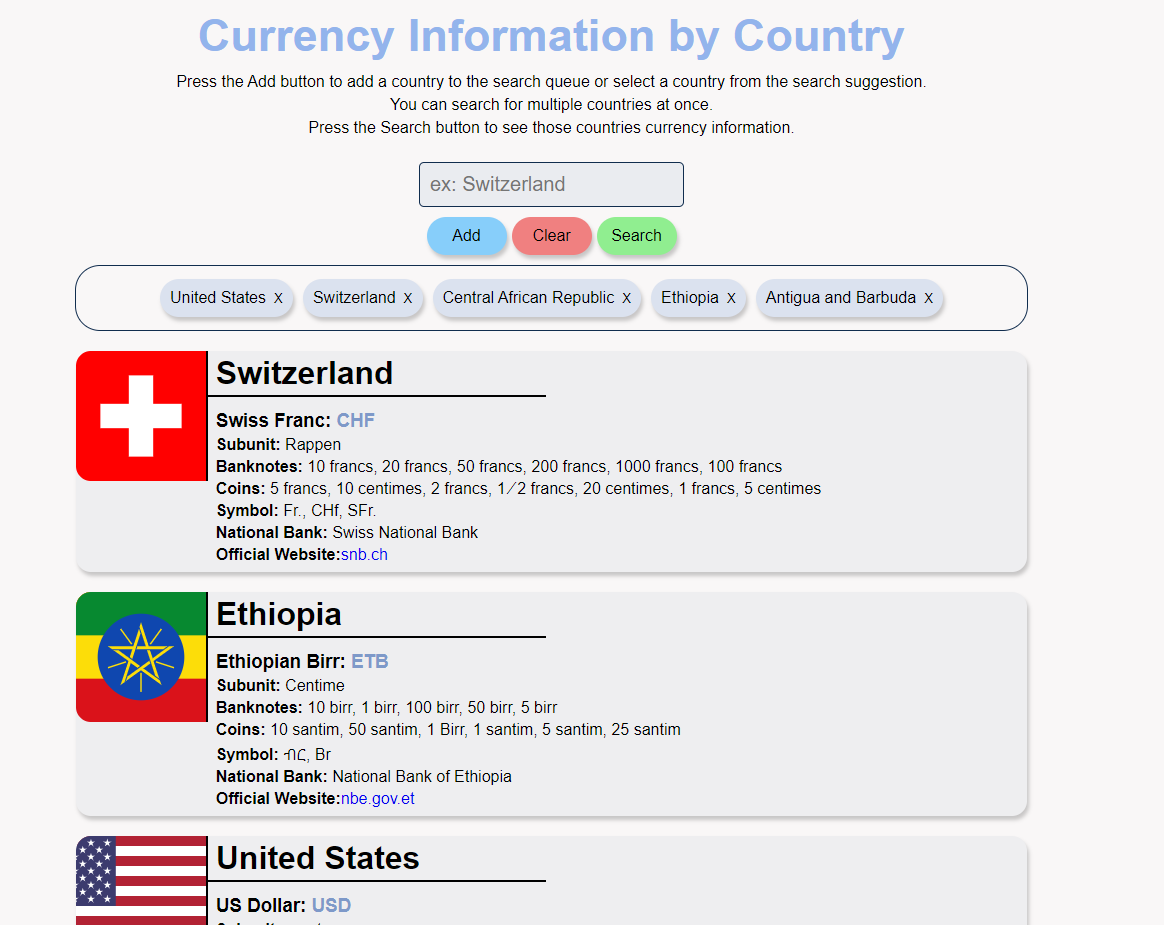 Currency Information by Country
Press the Add button to add a country to the search queue or select a country from the search suggestion.
You can search for multiple countries at once.
Press the Search button to see those countries currency information.
ex: Switzerland
Add Clear Search
United States X Switzerland X Central African Republic X Ethiopia X Antigua and Barbuda X
Switzerland
Swiss Franc: CHF
Subunit: Rappen
Banknotes: 10 francs, 20 francs, 50 francs, 200 francs, 1000 francs, 100 francs
Coins: 5 francs, 10 centimes, 2 francs, 1⁄2 francs, 20 centimes, 1 francs, 5 centimes
Symbol: Fr., CHf, SFr.
National Bank: Swiss National Bank
Official Website:snb.ch
Ethiopia
Ethiopian Birr: ETB
Subunit: Centime
Banknotes: 10 birr, 1 birr, 100 birr, 50 birr, 5 birr
Coins: 10 santim, 50 santim, 1 Birr, 1 santim, 5 santim, 25 santim
Symbol: ብር, Br
National Bank: National Bank of Ethiopia
Official Website:nbe.gov.et
United States
US Dollar: USD